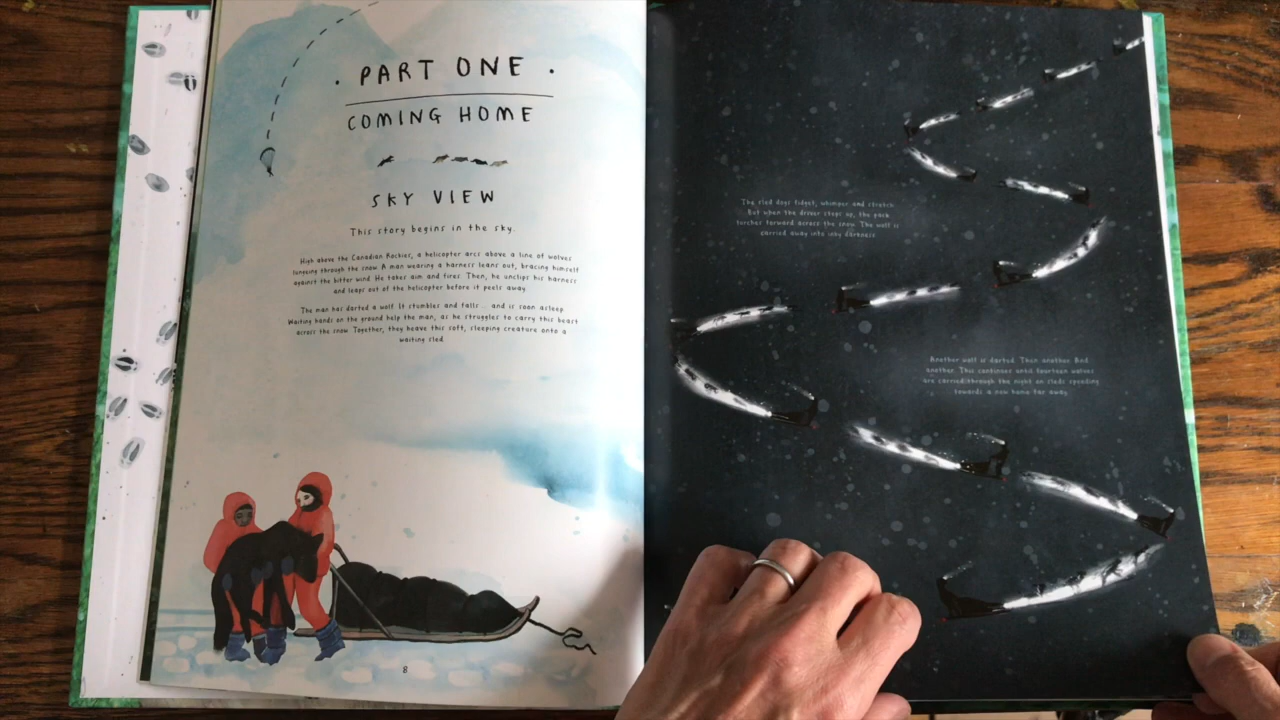 · PART ONE ·
COMING HOME
SKY VIEW
This story begins in the sky.
High above the Canadian Rockies, a helicopter arcs above a line of wolves
lungeing through the snow. A man wearing a harness leans out, bracing himself
against the bitter wind. He takes aim and fires. Then, he unclips his harness
and leaps out of the helicopter before it peels away.
The man has darted a wolf. It stumbles and falls ... and is soon asleep.
Waiting hands on the ground help the man, as he struggles to carry this beast
across the snow. Together, they heave this soft, sleeping creature onto a
waiting sled.
8
The sled dogs fidget, whimper and stretch.
But when the driver steps up, the pack
torches forward across the snow. The wolf is
carried away into inky darkness.
Another wolf is darted. Then another. And
another. This continues until fourteen wolves
are carried through the night on sleds speeding
towards a new home far away.